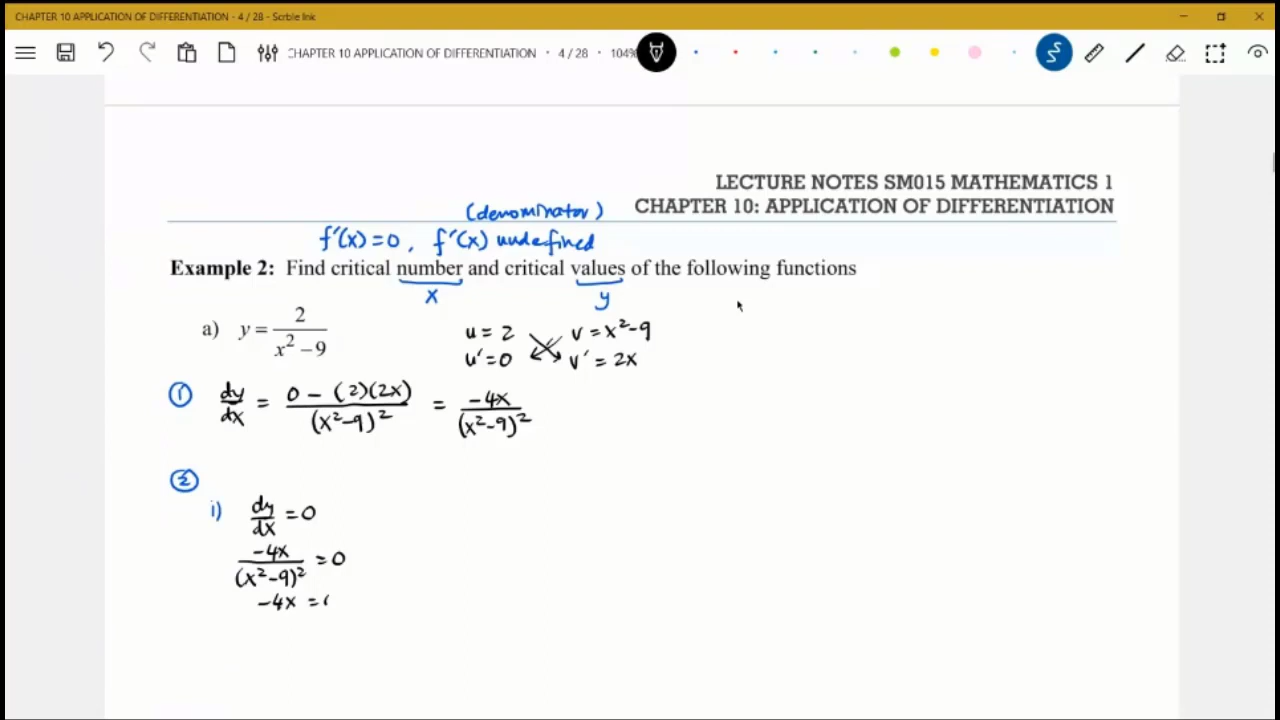 CHAPTER 10 APPLICATION OF DIFFERENTIATION - 4 / 28 - Scrble Ink
CHAPTER 10 APPLICATION OF DIFFERENTIATION • 4 / 28 • 104%
LECTURE NOTES SM015 MATHEMATICS 1
CHAPTER 10: APPLICATION OF DIFFERENTIATION
(denominator)
f'(x) = 0, f'(x) undefined
Example 2: Find critical number and critical values of the following functions
x y
a) y = 2 / (x² − 9)
u = 2 v = x² − 9
u' = 0 v' = 2x
① dy/dx = (0 − (2)(2x)) / (x² − 9)² = −4x / (x² − 9)²
②
i) dy/dx = 0
−4x / (x² − 9)² = 0
−4x =